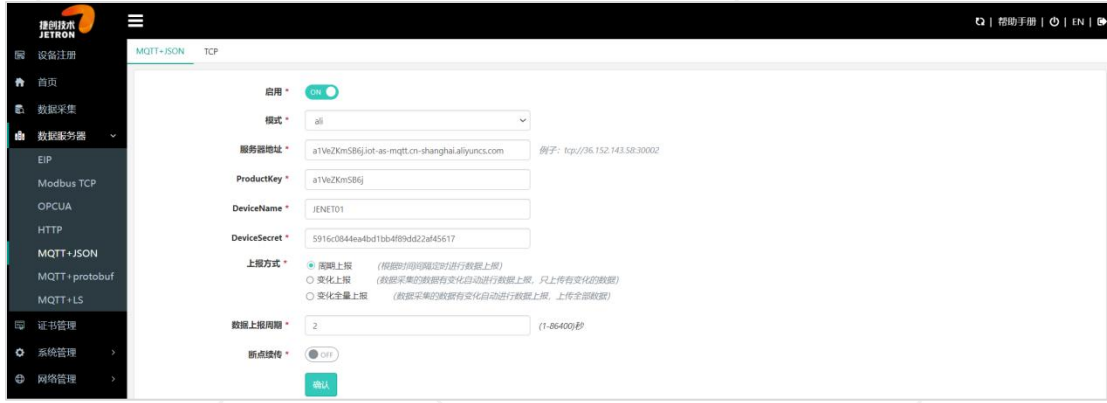 捷创技术
JETRON
帮助手册 | EN |
设备注册
首页
数据采集
数据服务器
EIP
Modbus TCP
OPCUA
HTTP
MQTT+JSON
MQTT+protobuf
MQTT+LS
证书管理
系统管理
网络管理
MQTT+JSON TCP
启用 * ON
模式 * ali
服务器地址 * a1VeZKmSB6j.iot-as-mqtt.cn-shanghai.aliyuncs.com 例子：tcp://36.152.143.58:30002
ProductKey * a1VeZKmSB6j
DeviceName * JENET01
DeviceSecret * 5916c0844ea4bd1bb4f89dd22af45617
上报方式 * 周期上报 (根据时间间隔定时进行数据上报)
变化上报 (数据采集的数据有变化自动进行数据上报，只上传有变化的数据)
变化全量上报 (数据采集的数据有变化自动进行数据上报，上传全部数据)
数据上报周期 * 2 (1-86400)秒
断点续传 * OFF
确认